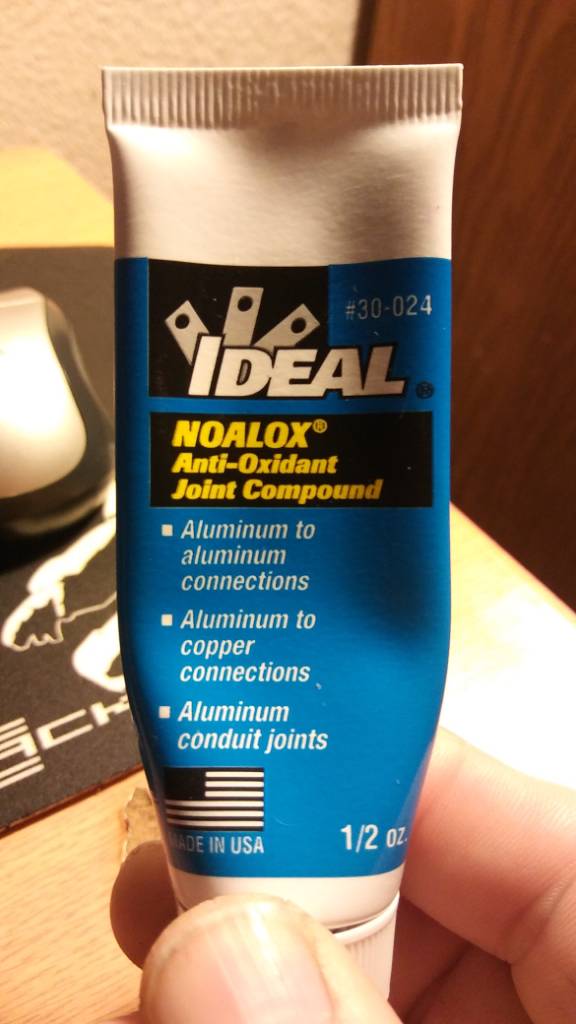 #30-024
IDEAL®
NOALOX®
Anti-Oxidant
Joint Compound
▪ Aluminum to
aluminum
connections
▪ Aluminum to
copper
connections
▪ Aluminum
conduit joints
MADE IN USA
1/2 oz.